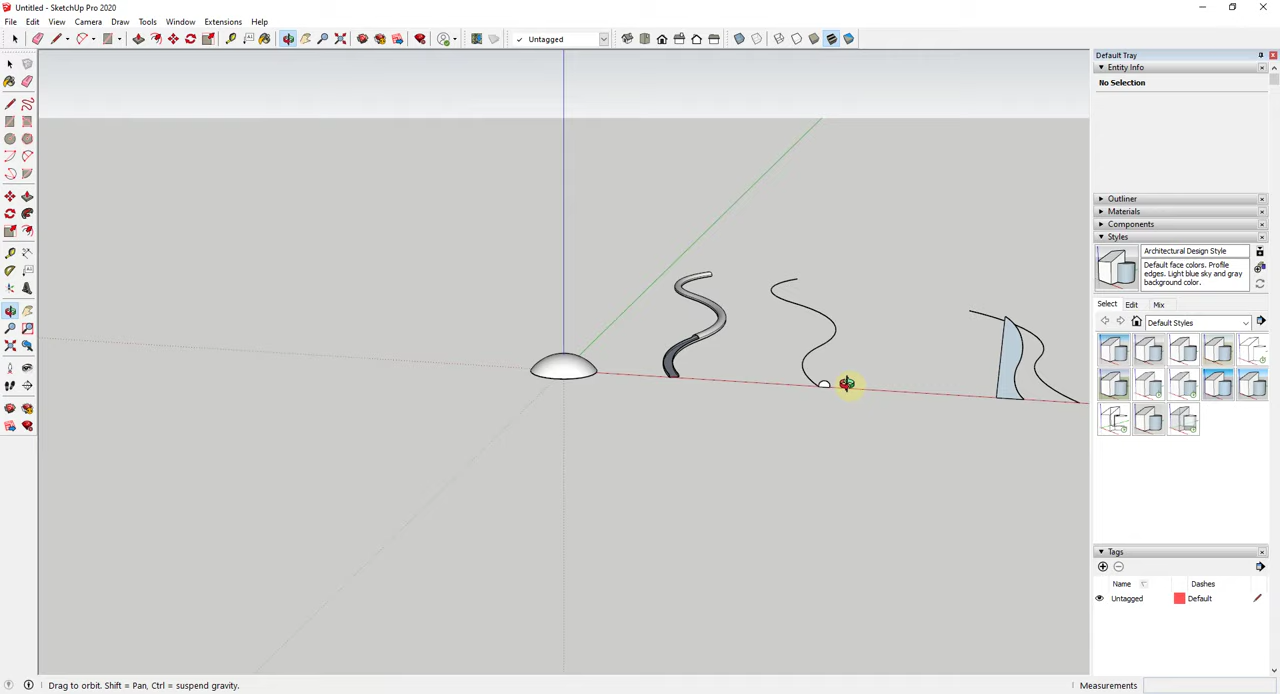 Untitled - SketchUp Pro 2020
File Edit View Camera Draw Tools Window Extensions Help
Untagged
Default Tray
Entity Info
No Selection
Outliner
Materials
Components
Styles
Architectural Design Style
Default face colors. Profile
edges. Light blue sky and gray
background color.
Select Edit Mix
Default Styles
Tags
Name Dashes
Untagged Default
Drag to orbit. Shift = Pan, Ctrl = suspend gravity.
Measurements